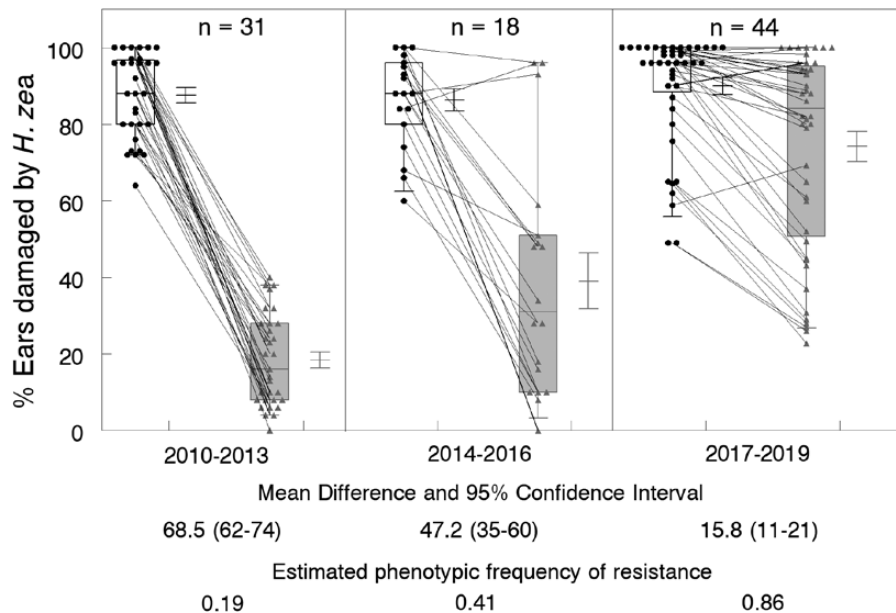 n = 31
n = 18
n = 44
% Ears damaged by H. zea
100
80
60
40
20
0
2010-2013
2014-2016
2017-2019
Mean Difference and 95% Confidence Interval
68.5 (62-74)
47.2 (35-60)
15.8 (11-21)
Estimated phenotypic frequency of resistance
0.19
0.41
0.86